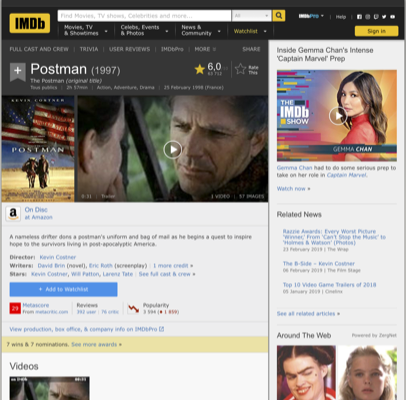 IMDb
Find Movies, TV shows, Celebrities and more...
All
IMDbPro
Help
Movies, TV
& Showtimes
Celebs, Events
& Photos
News &
Community
Watchlist
Sign in
FULL CAST AND CREW | TRIVIA | USER REVIEWS | IMDbPro | MORE
SHARE
Postman (1997)
6,0
Rate
This
The Postman (original title)
Tous publics | 2h 57min | Action, Adventure, Drama | 25 February 1998 (France)
KEVIN COSTNER
POSTMAN
Trailer
1 VIDEO | 97 IMAGES
a
On Disc
at Amazon
A nameless drifter dons a postman's uniform and bag of mail as he begins a quest to inspire
hope to the survivors living in post-apocalyptic America.
Director: Kevin Costner
Writers: David Brin (novel), Eric Roth (screenplay) | 1 more credit »
Stars: Kevin Costner, Will Patton, Larenz Tate | See full cast & crew »
+ Add to Watchlist
29
Metascore
From metacritic.com
Reviews
392 user | 76 critic
Popularity
View production, box office, & company info on IMDbPro
7 wins & 7 nominations. See more awards »
Videos
Inside Gemma Chan's Intense
'Captain Marvel' Prep
THE
IMDb
SHOW
GEMMA CHAN
Gemma Chan had to do some serious prep to
take on her role in Captain Marvel.
Watch now »
Related News
Razzie Awards: Every Worst Picture
'Winner,' From 'Can't Stop the Music' to
'Holmes & Watson' (Photos)
23 February 2019 | The Wrap
The B-Side – Kevin Costner
06 February 2019 | The Film Stage
Top 10 Video Game Trailers of 2018
05 January 2019 | Cinelinx
See all related articles »
Around The Web
Powered by ZergNet